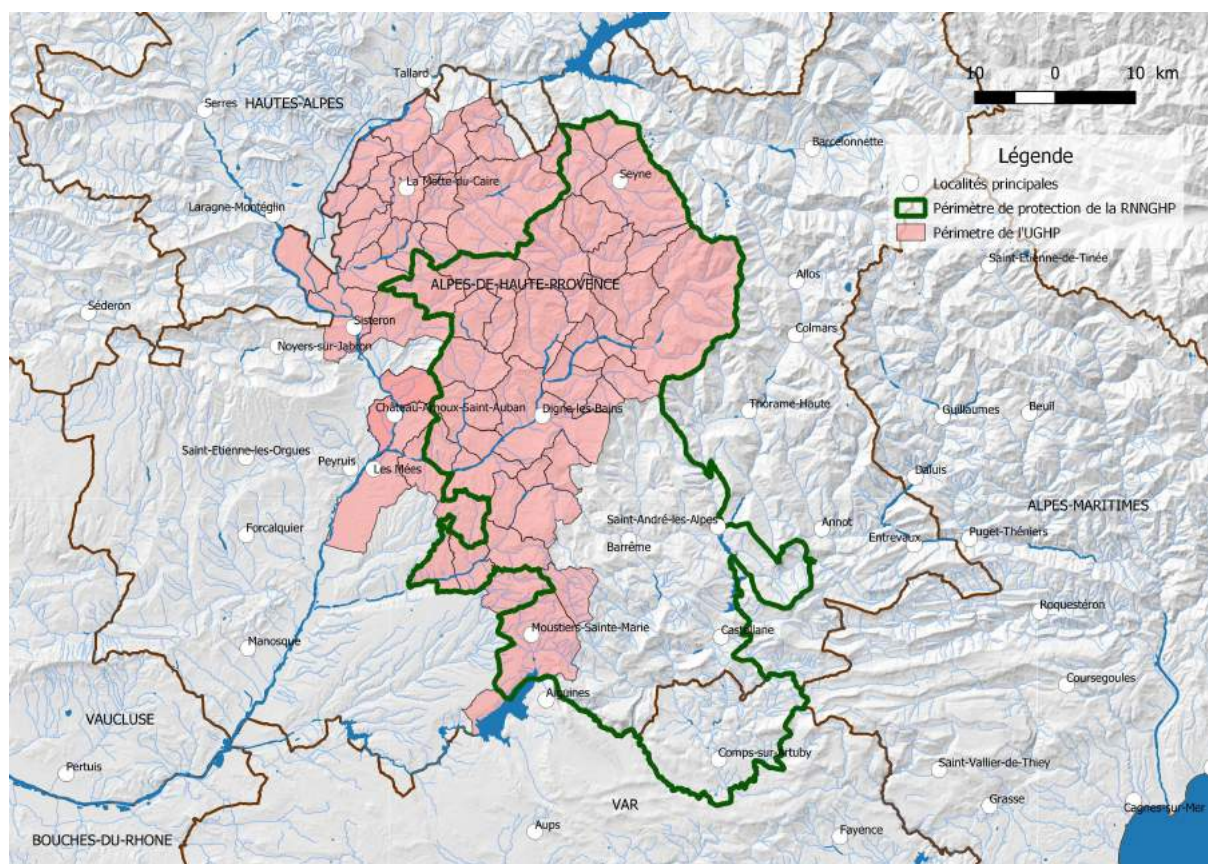 Tallard
10 0 10 km
Serres
HAUTES-ALPES
Barcelonnette
Légende
Localités principales
Périmètre de protection de la RNNGHP
Périmetre de l'UGHP
Seyne
La Motte-du-Caire
Laragne-Montéglin
Saint-Etienne-de-Tinée
Allos
ALPES-DE-HAUTE-PROVENCE
Séderon
Sisteron
Colmars
Noyers-sur-Jabron
Château-Arnoux-Saint-Auban
Digne-les-Bains
Thorame-Haute
Guillaumes
Beuil
Saint-Etienne-les-Orgues
Peyruis
Les Mées
Daluis
ALPES-MARITIMES
Forcalquier
Saint-André-les-Alpes
Annot
Entrevaux
Puget-Théniers
Barrême
Roquestéron
Manosque
Moustiers-Sainte-Marie
Castellane
Aiguines
Coursegoules
VAUCLUSE
Comps-sur-Artuby
Pertuis
Saint-Vallier-de-Thiey
VAR
Grasse
Cagnes-sur-Mer
BOUCHES-DU-RHONE
Aups
Fayence